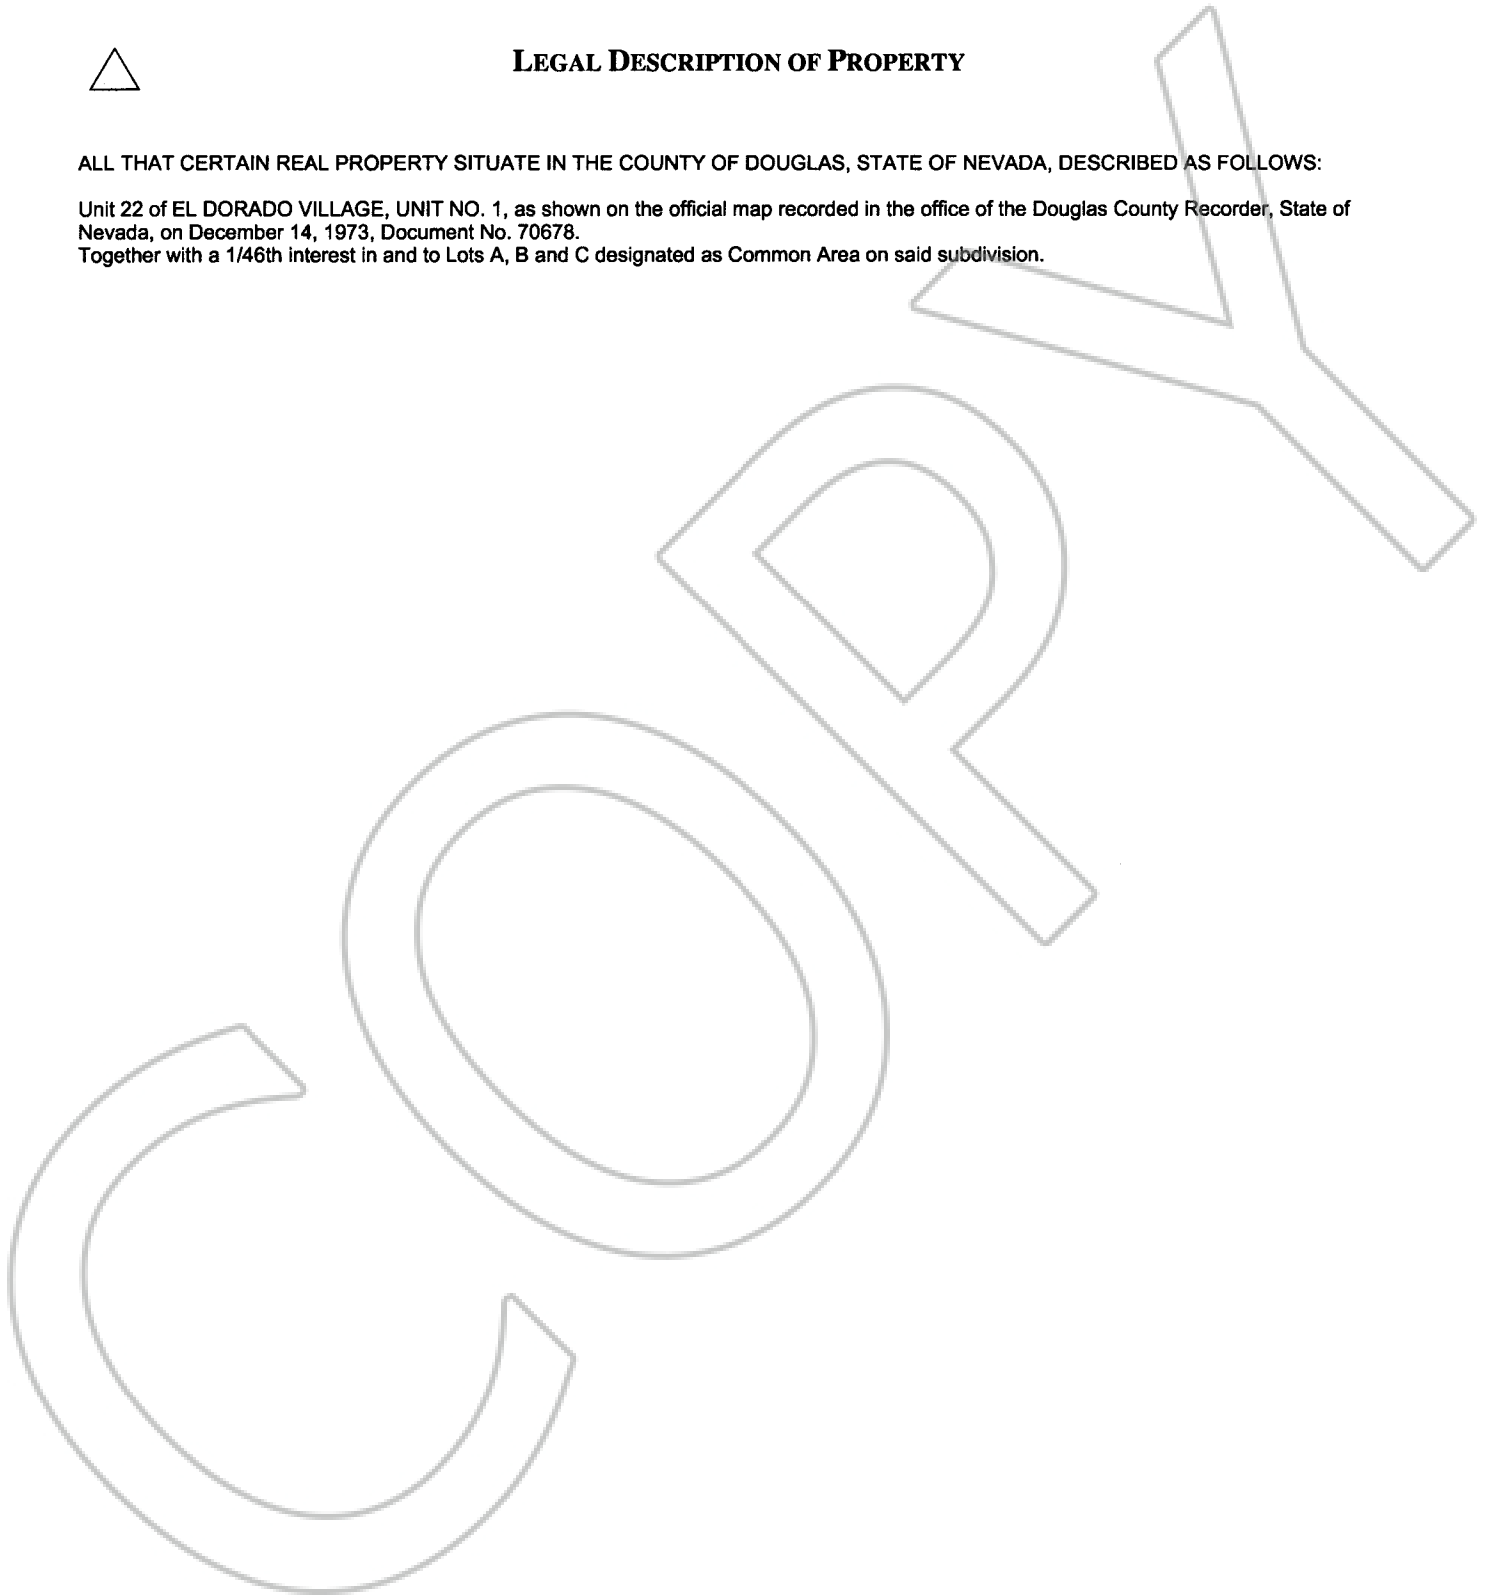 LEGAL DESCRIPTION OF PROPERTY
ALL THAT CERTAIN REAL PROPERTY SITUATE IN THE COUNTY OF DOUGLAS, STATE OF NEVADA, DESCRIBED AS FOLLOWS:
Unit 22 of EL DORADO VILLAGE, UNIT NO. 1, as shown on the official map recorded in the office of the Douglas County Recorder, State of
Nevada, on December 14, 1973, Document No. 70678.
Together with a 1/46th interest in and to Lots A, B and C designated as Common Area on said subdivision.
COPY